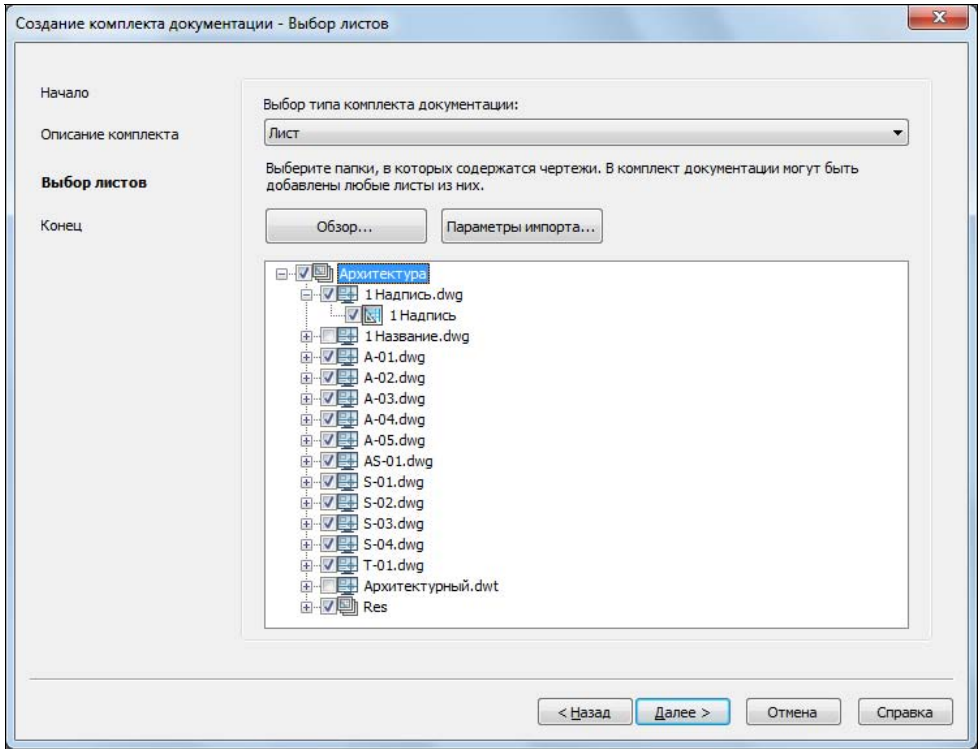 Создание комплекта документации - Выбор листов
Начало
Описание комплекта
Выбор листов
Конец
Выбор типа комплекта документации:
Лист
Выберите папки, в которых содержатся чертежи. В комплект документации могут быть
добавлены любые листы из них.
Обзор... Параметры импорта...
Архитектура
1 Надпись.dwg
1 Надпись
1 Название.dwg
A-01.dwg
A-02.dwg
A-03.dwg
A-04.dwg
A-05.dwg
AS-01.dwg
S-01.dwg
S-02.dwg
S-03.dwg
S-04.dwg
T-01.dwg
Архитектурный.dwt
Res
< Назад Далее > Отмена Справка